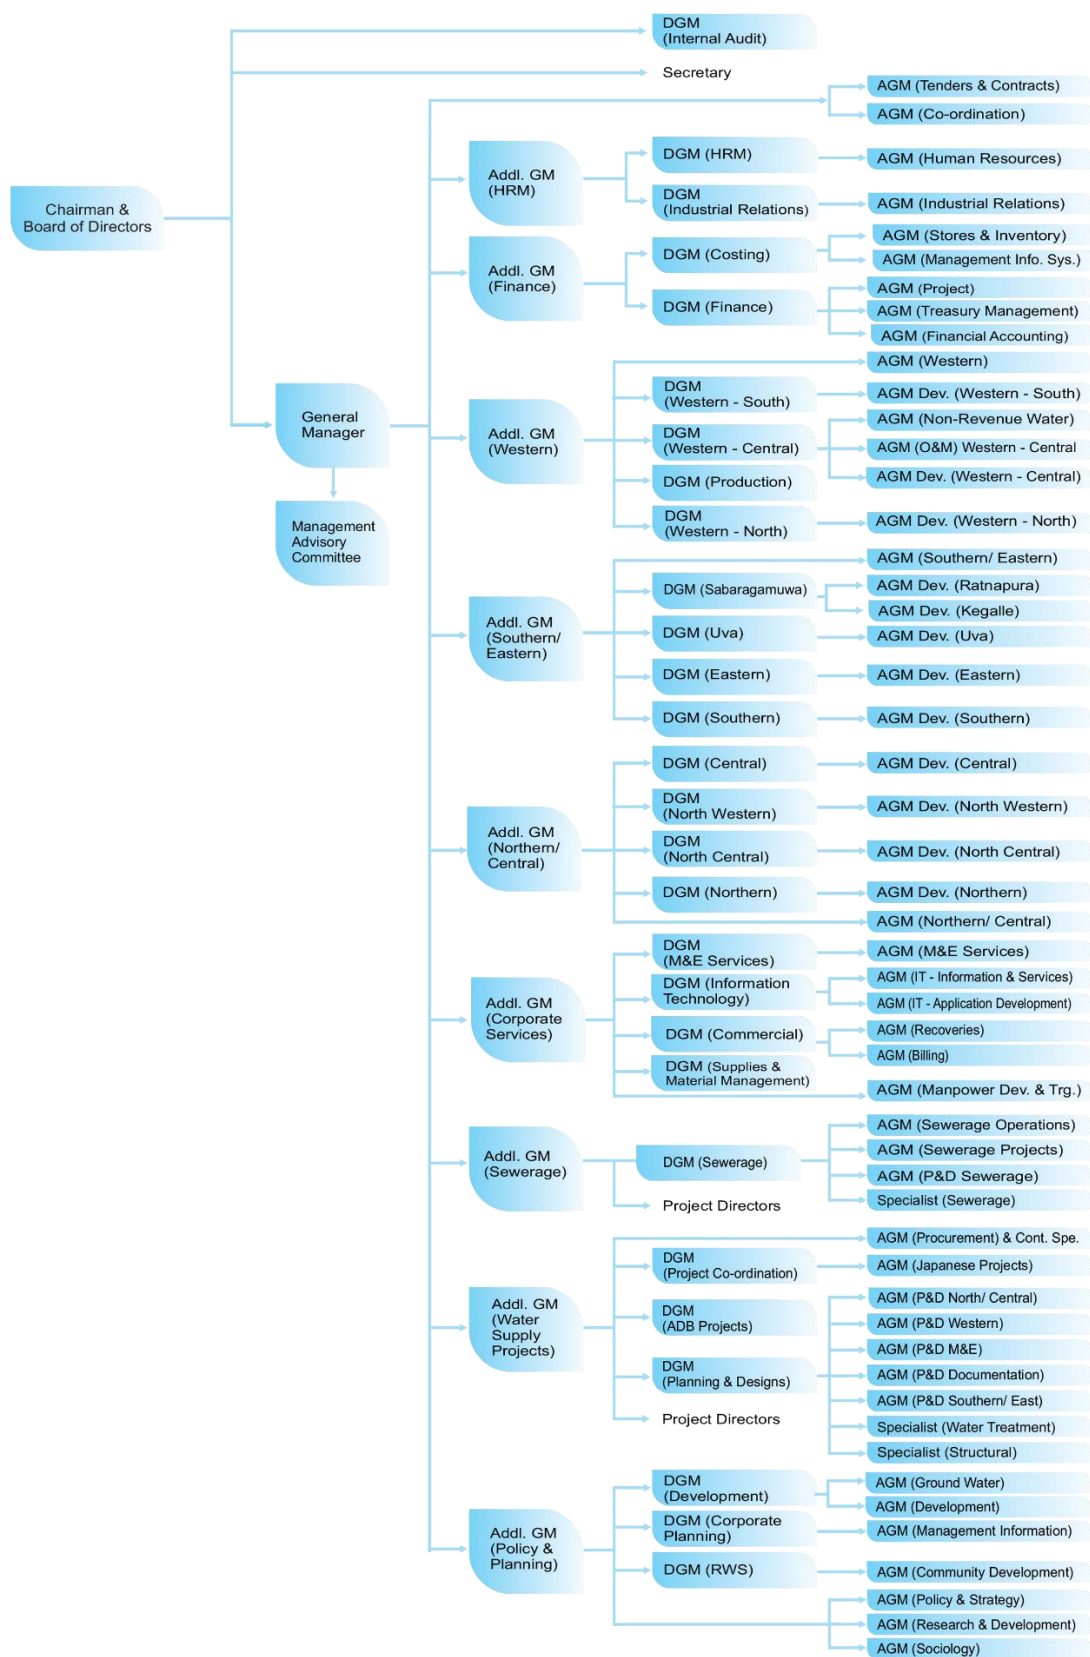 DGM
(Internal Audit)
Secretary
AGM (Tenders & Contracts)
AGM (Co-ordination)
Chairman &
Board of Directors
General
Manager
Management
Advisory
Committee
Addl. GM
(HRM)
DGM (HRM)
AGM (Human Resources)
DGM
(Industrial Relations)
AGM (Industrial Relations)
Addl. GM
(Finance)
DGM (Costing)
AGM (Stores & Inventory)
AGM (Management Info. Sys.)
DGM (Finance)
AGM (Project)
AGM (Treasury Management)
AGM (Financial Accounting)
Addl. GM
(Western)
AGM (Western)
DGM
(Western - South)
AGM Dev. (Western - South)
DGM
(Western - Central)
AGM (Non-Revenue Water)
AGM (O&M) Western - Central
AGM Dev. (Western - Central)
DGM (Production)
DGM
(Western - North)
AGM Dev. (Western - North)
Addl. GM
(Southern/
Eastern)
AGM (Southern/ Eastern)
DGM (Sabaragamuwa)
AGM Dev. (Ratnapura)
AGM Dev. (Kegalle)
DGM (Uva)
AGM Dev. (Uva)
DGM (Eastern)
AGM Dev. (Eastern)
DGM (Southern)
AGM Dev. (Southern)
Addl. GM
(Northern/
Central)
DGM (Central)
AGM Dev. (Central)
DGM
(North Western)
AGM Dev. (North Western)
DGM
(North Central)
AGM Dev. (North Central)
DGM (Northern)
AGM Dev. (Northern)
AGM (Northern/ Central)
Addl. GM
(Corporate
Services)
DGM
(M&E Services)
AGM (M&E Services)
DGM (Information
Technology)
AGM (IT - Information & Services)
AGM (IT - Application Development)
DGM (Commercial)
AGM (Recoveries)
AGM (Billing)
DGM (Supplies &
Material Management)
AGM (Manpower Dev. & Trg.)
Addl. GM
(Sewerage)
DGM (Sewerage)
AGM (Sewerage Operations)
AGM (Sewerage Projects)
AGM (P&D Sewerage)
Specialist (Sewerage)
Project Directors
Addl. GM
(Water
Supply
Projects)
AGM (Procurement) & Cont. Spe.
DGM
(Project Co-ordination)
AGM (Japanese Projects)
DGM
(ADB Projects)
DGM
(Planning & Designs)
AGM (P&D North/ Central)
AGM (P&D Western)
AGM (P&D M&E)
AGM (P&D Documentation)
AGM (P&D Southern/ East)
Specialist (Water Treatment)
Specialist (Structural)
Project Directors
Addl. GM
(Policy &
Planning)
DGM
(Development)
AGM (Ground Water)
AGM (Development)
DGM (Corporate
Planning)
AGM (Management Information)
DGM (RWS)
AGM (Community Development)
AGM (Policy & Strategy)
AGM (Research & Development)
AGM (Sociology)